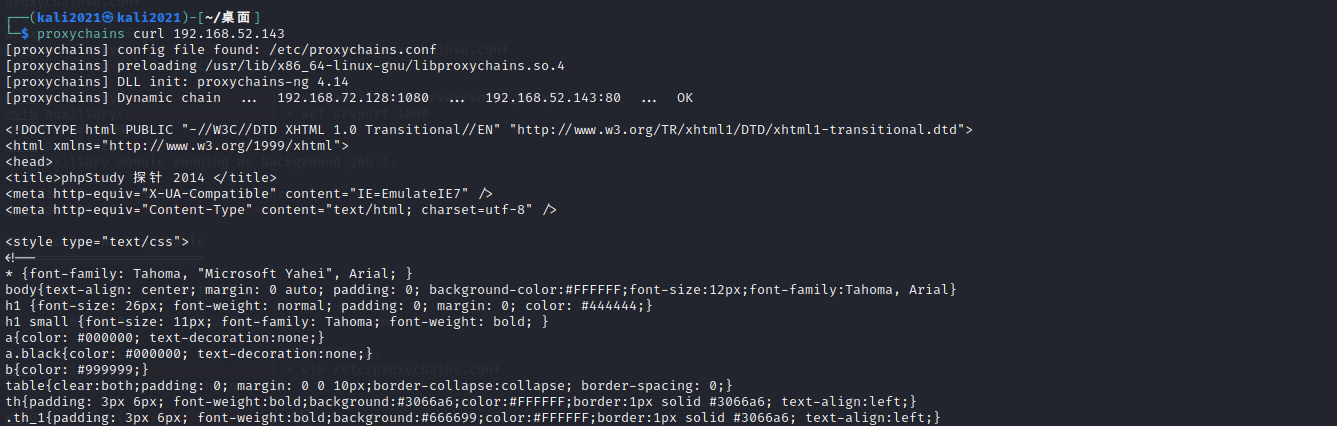 ┌──(kali2021㉿kali2021)-[~/桌面]
└─$ proxychains curl 192.168.52.143
[proxychains] config file found: /etc/proxychains.conf
[proxychains] preloading /usr/lib/x86_64-linux-gnu/libproxychains.so.4
[proxychains] DLL init: proxychains-ng 4.14
[proxychains] Dynamic chain  ...  192.168.72.128:1080  ...  192.168.52.143:80  ...  OK
<!DOCTYPE html PUBLIC "-//W3C//DTD XHTML 1.0 Transitional//EN" "http://www.w3.org/TR/xhtml1/DTD/xhtml1-transitional.dtd">
<html xmlns="http://www.w3.org/1999/xhtml">
<head>
<title>phpStudy 探针 2014 </title>
<meta http-equiv="X-UA-Compatible" content="IE=EmulateIE7" />
<meta http-equiv="Content-Type" content="text/html; charset=utf-8" />
<style type="text/css">
<!--
* {font-family: Tahoma, "Microsoft Yahei", Arial; }
body{text-align: center; margin: 0 auto; padding: 0; background-color:#FFFFFF;font-size:12px;font-family:Tahoma, Arial}
h1 {font-size: 26px; font-weight: normal; padding: 0; margin: 0; color: #444444;}
h1 small {font-size: 11px; font-family: Tahoma; font-weight: bold; }
a{color: #000000; text-decoration:none;}
a.black{color: #000000; text-decoration:none;}
b{color: #999999;}
table{clear:both;padding: 0; margin: 0 0 10px;border-collapse:collapse; border-spacing: 0;}
th{padding: 3px 6px; font-weight:bold;background:#3066a6;color:#FFFFFF;border:1px solid #3066a6; text-align:left;}
.th_1{padding: 3px 6px; font-weight:bold;background:#666699;color:#FFFFFF;border:1px solid #3066a6; text-align:left;}